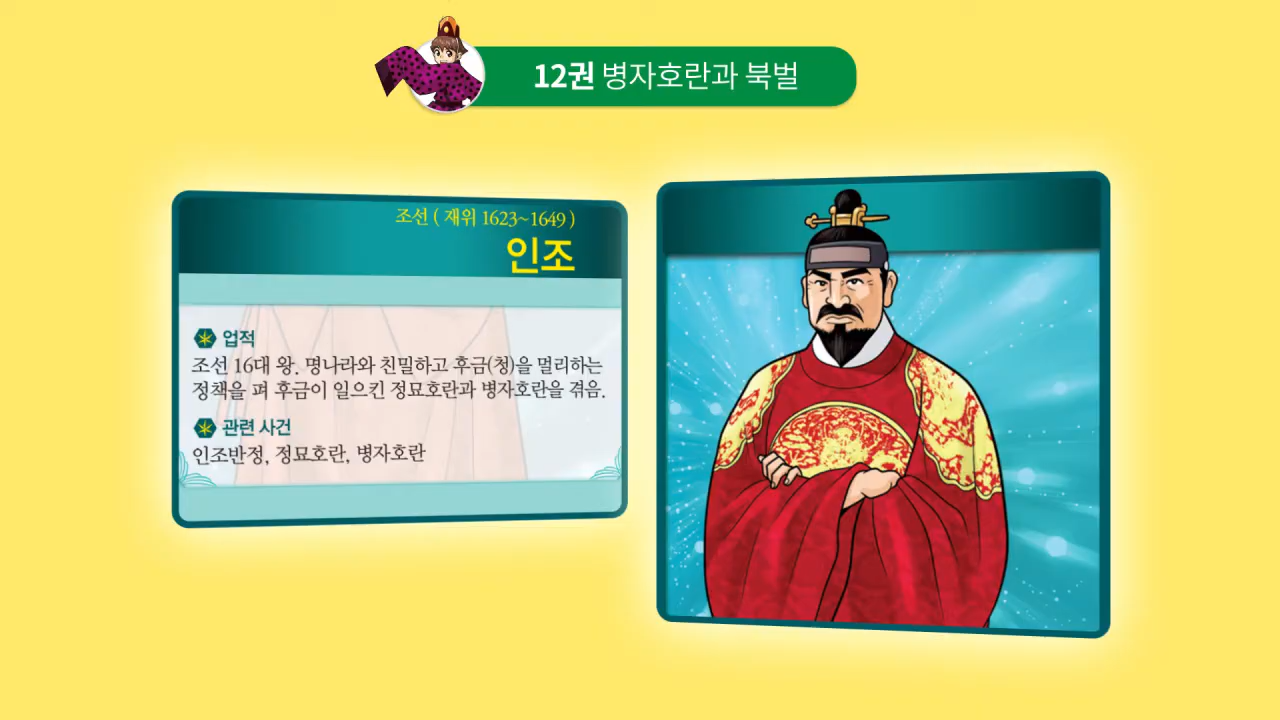 12권 병자호란과 북벌
조선 ( 재위 1623~1649 )
인조
업적
조선 16대 왕. 명나라와 친밀하고 후금(청)을 멀리하는
정책을 펴 후금이 일으킨 정묘호란과 병자호란을 겪음.
관련 사건
인조반정, 정묘호란, 병자호란